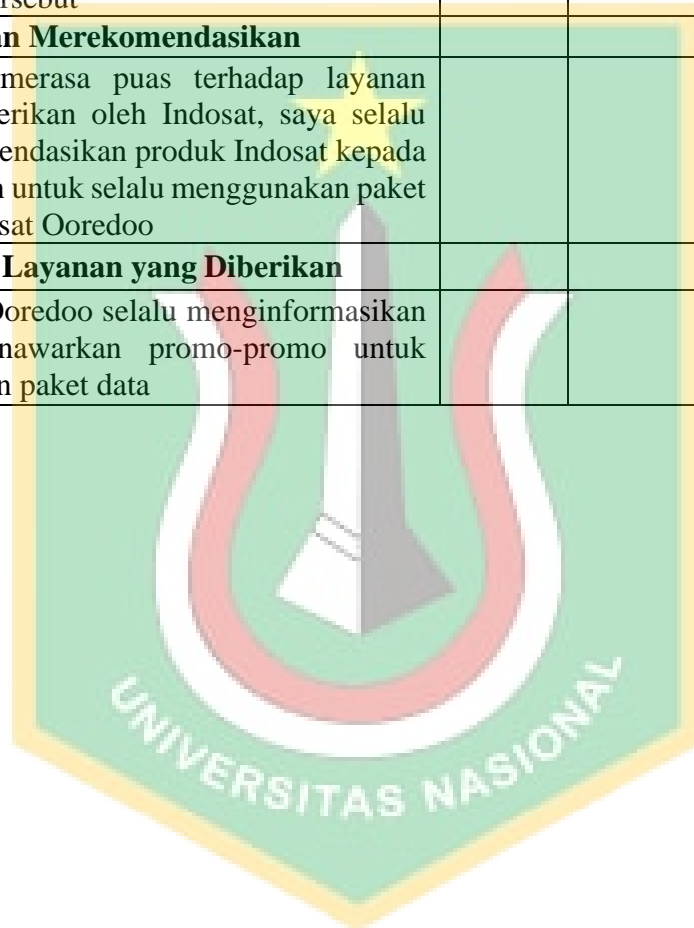 rsebut
an Merekomendasikan
merasa puas terhadap layanan
erikan oleh Indosat, saya selalu
endasikan produk Indosat kepada
n untuk selalu menggunakan paket
sat Ooredoo
Layanan yang Diberikan
Ooredoo selalu menginformasikan
nawarkan promo-promo untuk
n paket data
UNIVERSITAS NASIONAL